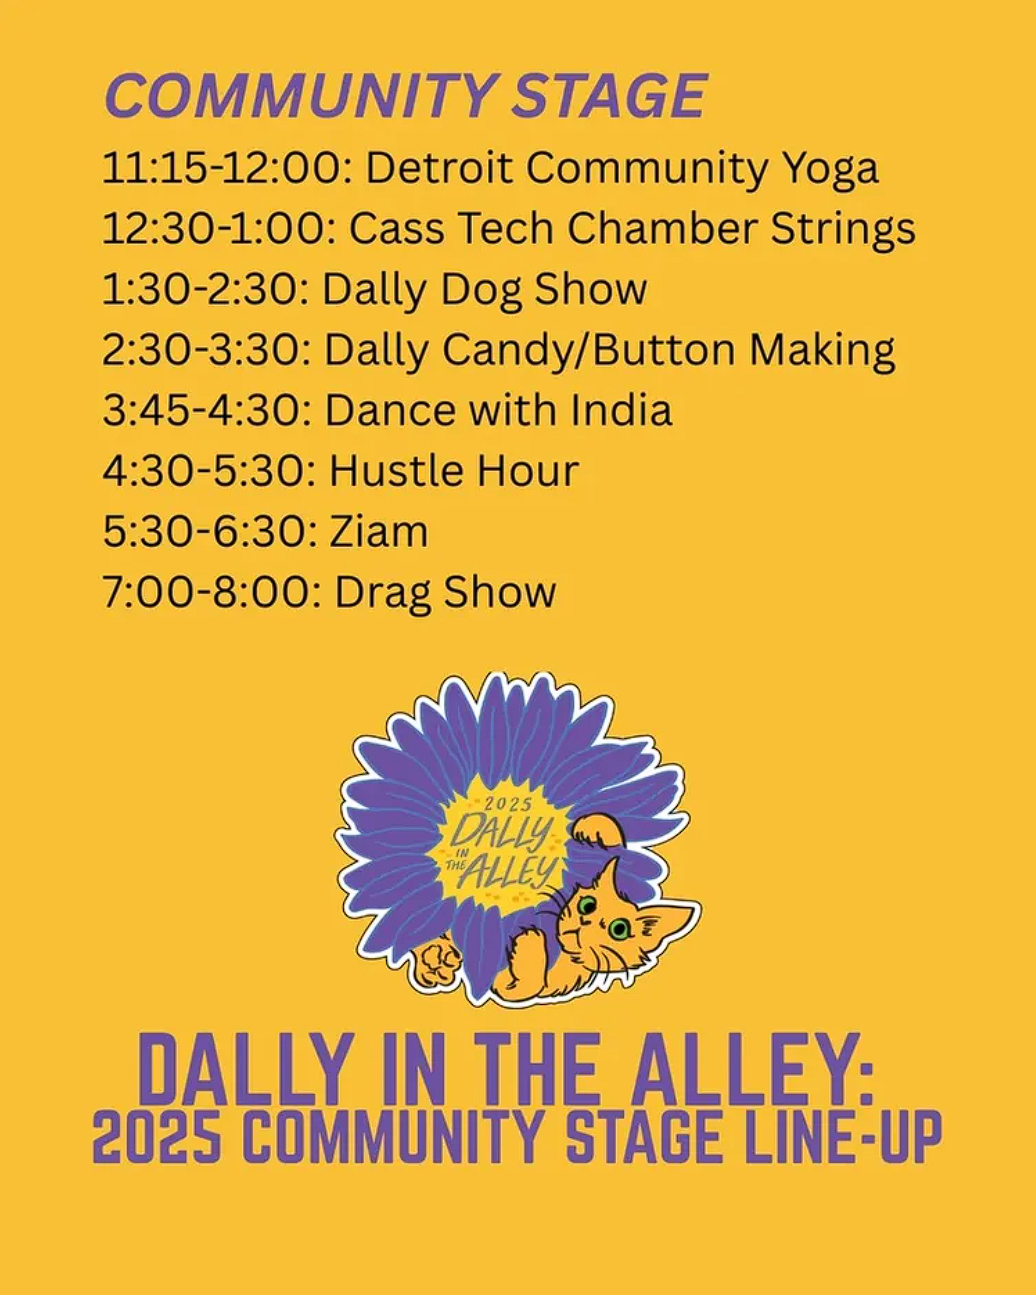 COMMUNITY STAGE
11:15-12:00: Detroit Community Yoga
12:30-1:00: Cass Tech Chamber Strings
1:30-2:30: Dally Dog Show
2:30-3:30: Dally Candy/Button Making
3:45-4:30: Dance with India
4:30-5:30: Hustle Hour
5:30-6:30: Ziam
7:00-8:00: Drag Show
2025
DALLY
IN
THE ALLEY
DALLY IN THE ALLEY:
2025 COMMUNITY STAGE LINE-UP